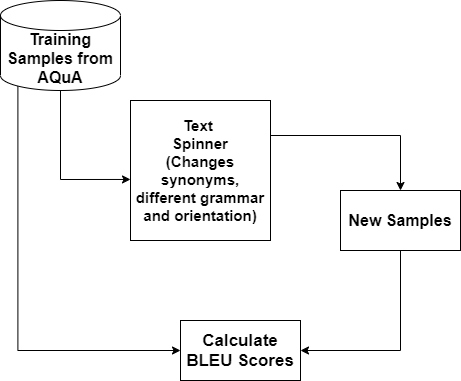 Training
Samples from
AQuA
Text
Spinner
(Changes
synonyms,
different grammar
and orientation)
New Samples
Calculate
BLEU Scores